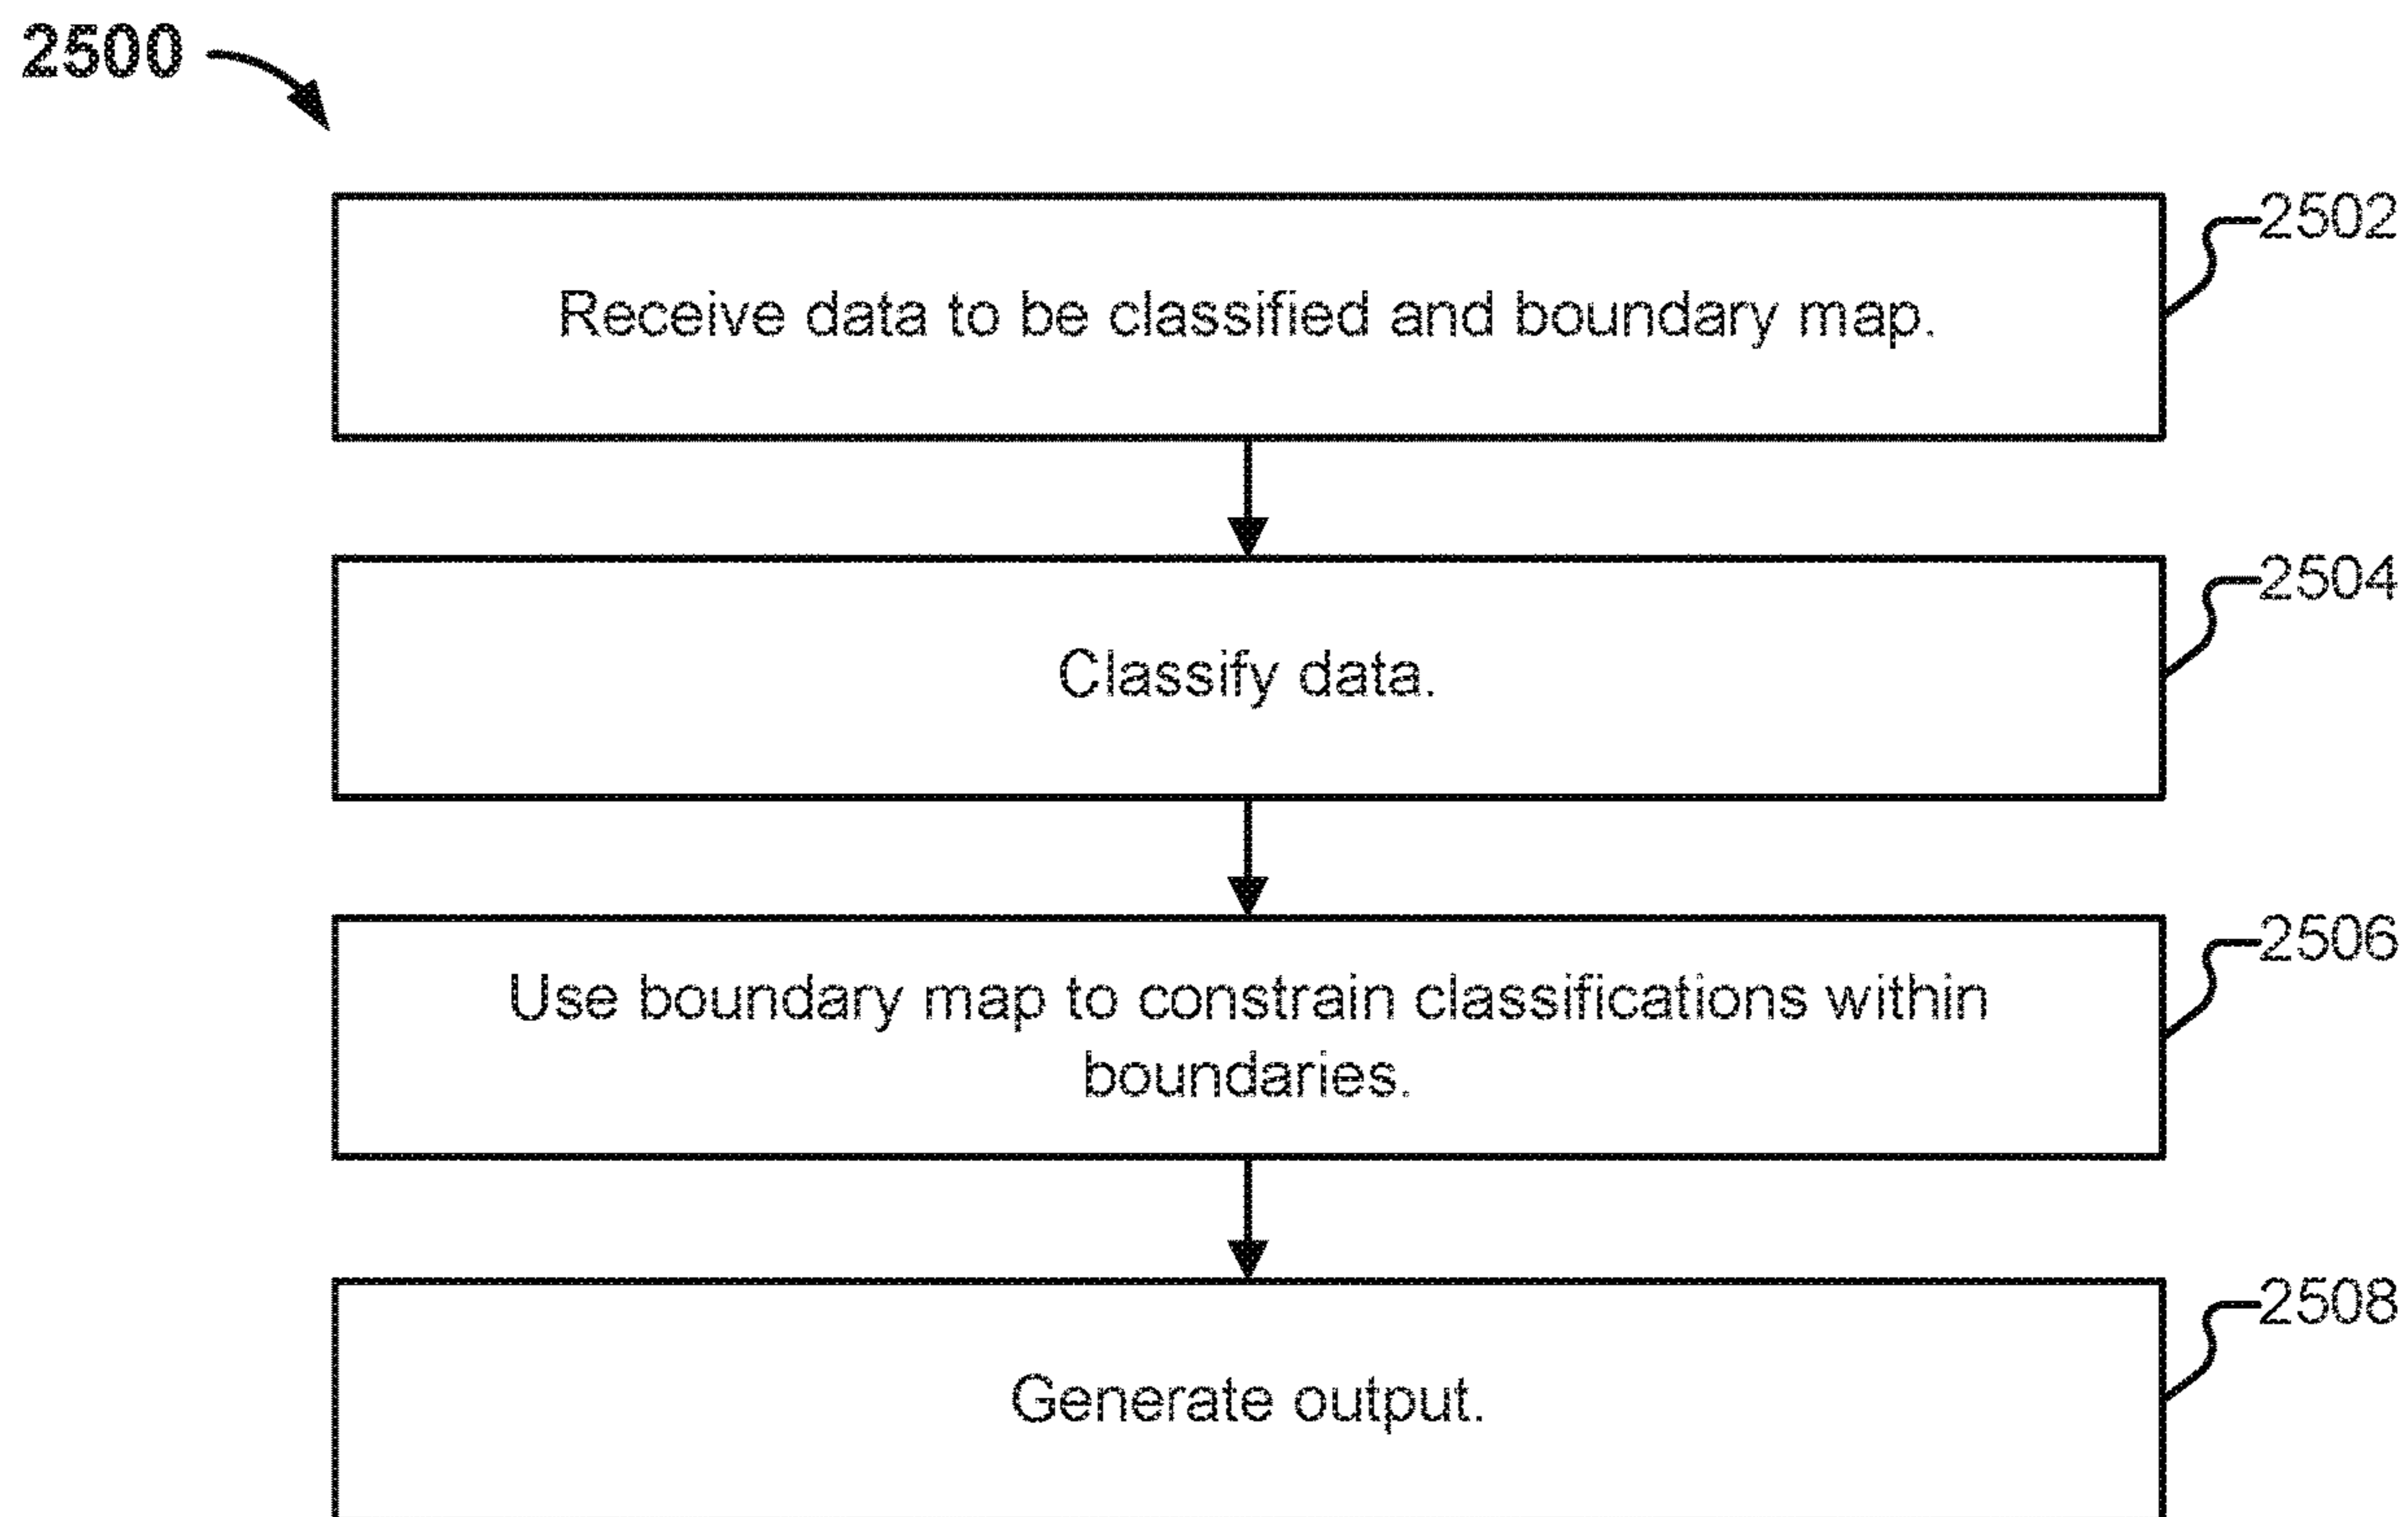 2500
2502
Receive data to be classified and boundary map.
2504
Classify data.
2506
Use boundary map to constrain classifications within
boundaries.
2508
Generate output.